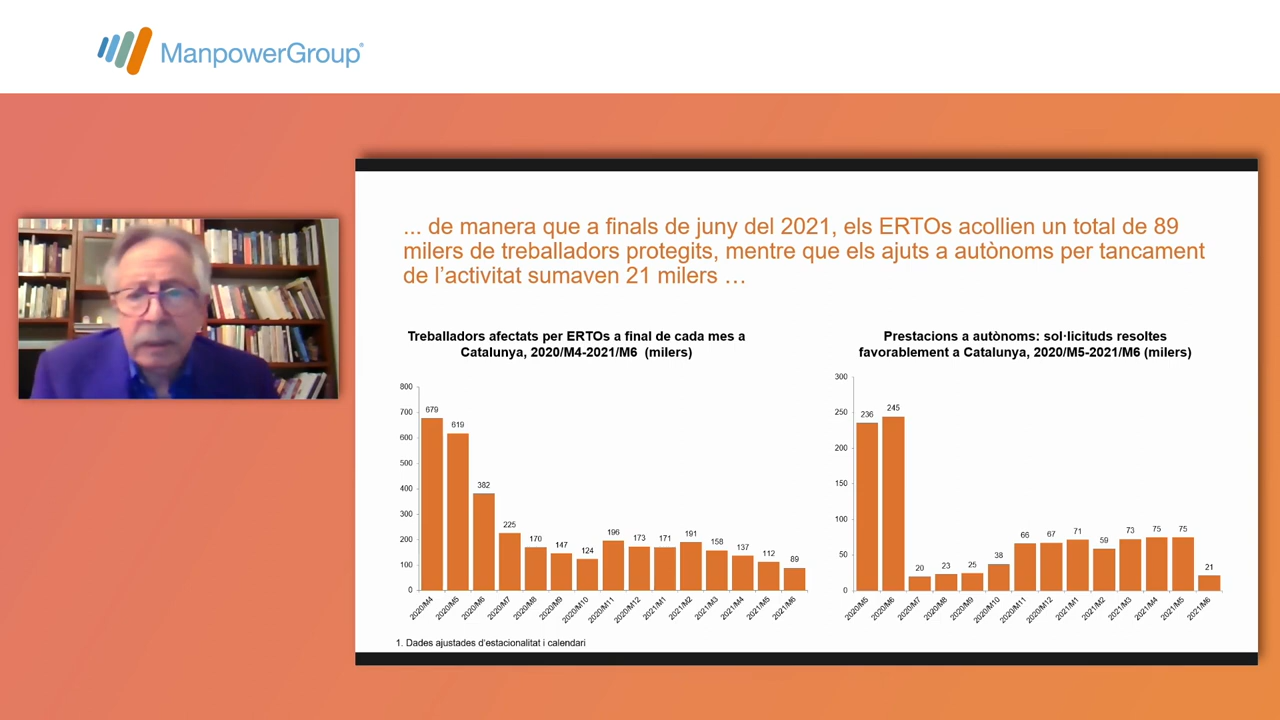 ManpowerGroup®
... de manera que a finals de juny del 2021, els ERTOs acollien un total de 89
milers de treballadors protegits, mentre que els ajuts a autònoms per tancament
de l'activitat sumaven 21 milers …
Treballadors afectats per ERTOs a final de cada mes a
Catalunya, 2020/M4-2021/M6 (milers)
800
700
600
500
400
300
200
100
0
679
619
382
225
170
147
124
196
173
171
191
158
137
112
89
2020/M4
2020/M5
2020/M6
2020/M7
2020/M8
2020/M9
2020/M10
2020/M11
2020/M12
2021/M1
2021/M2
2021/M3
2021/M4
2021/M5
2021/M6
1. Dades ajustades d'estacionalitat i calendari
Prestacions a autònoms: sol·licituds resoltes
favorablement a Catalunya, 2020/M5-2021/M6 (milers)
300
250
200
150
100
50
0
236
245
20
23
25
38
66
67
71
59
73
75
75
21
2020/M5
2020/M6
2020/M7
2020/M8
2020/M9
2020/M10
2020/M11
2020/M12
2021/M1
2021/M2
2021/M3
2021/M4
2021/M5
2021/M6